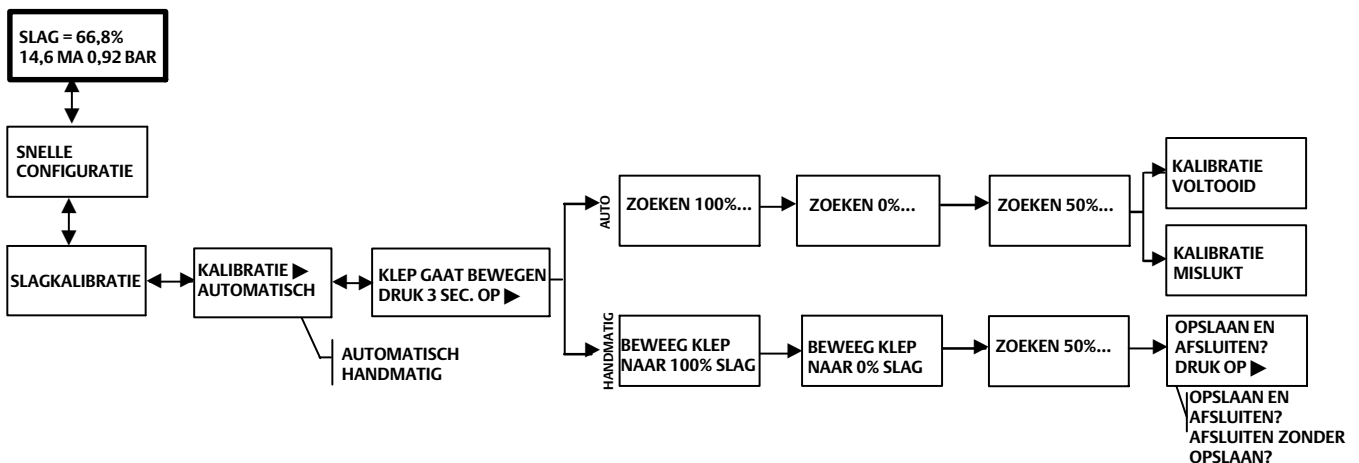 SLAG = 66,8%
14,6 MA 0,92 BAR
SNELLE
CONFIGURATIE
SLAGKALIBRATIE
KALIBRATIE ▶
AUTOMATISCH
AUTOMATISCH
HANDMATIG
KLEP GAAT BEWEGEN
DRUK 3 SEC. OP ▶
AUTO
ZOEKEN 100%...
ZOEKEN 0%...
ZOEKEN 50%...
KALIBRATIE
VOLTOOID
KALIBRATIE
MISLUKT
HANDMATIG
BEWEEG KLEP
NAAR 100% SLAG
BEWEEG KLEP
NAAR 0% SLAG
ZOEKEN 50%...
OPSLAAN EN
AFSLUITEN?
DRUK OP ▶
OPSLAAN EN
AFSLUITEN?
AFSLUITEN ZONDER
OPSLAAN?